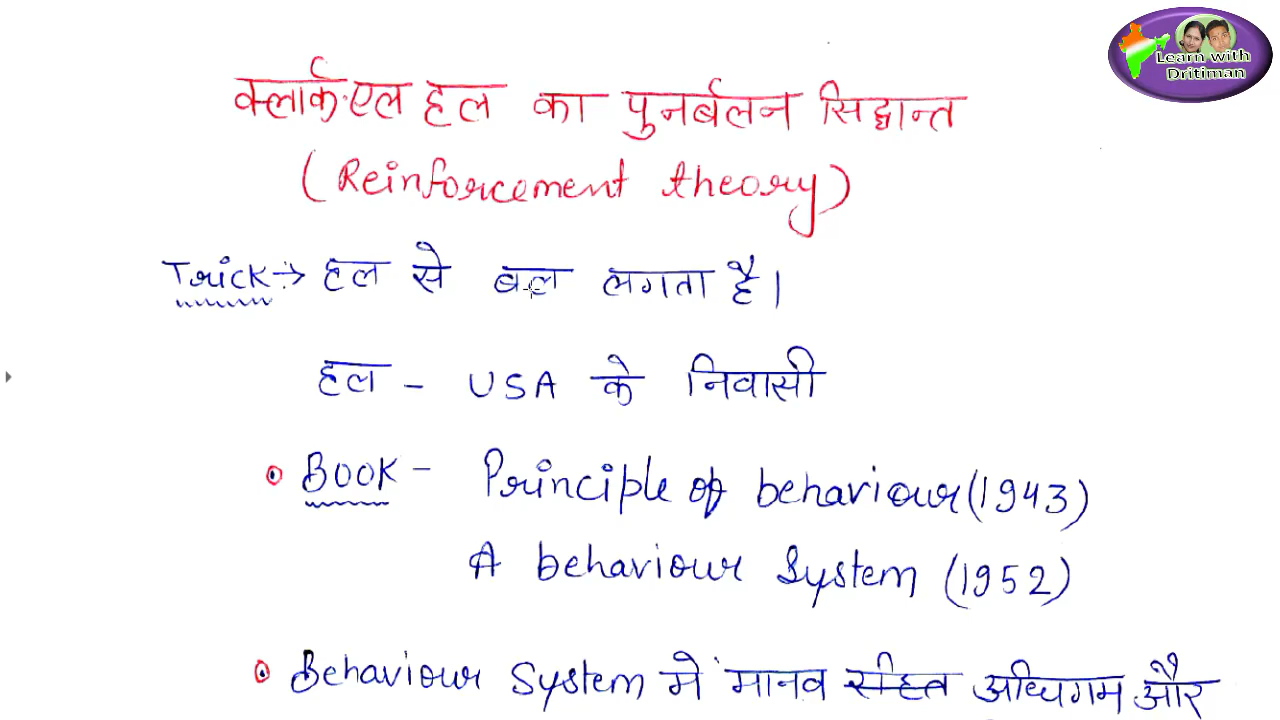 Learn with
Dritiman
क्लार्क एल हल का पुनर्बलन सिद्धान्त
(Reinforcement theory)
Trick :→ हल से बल लगता है।
हल - USA के निवासी
Book - Principle of behaviour (1943)
A behaviour System (1952)
Behaviour System में मानव सहित अधिगम और